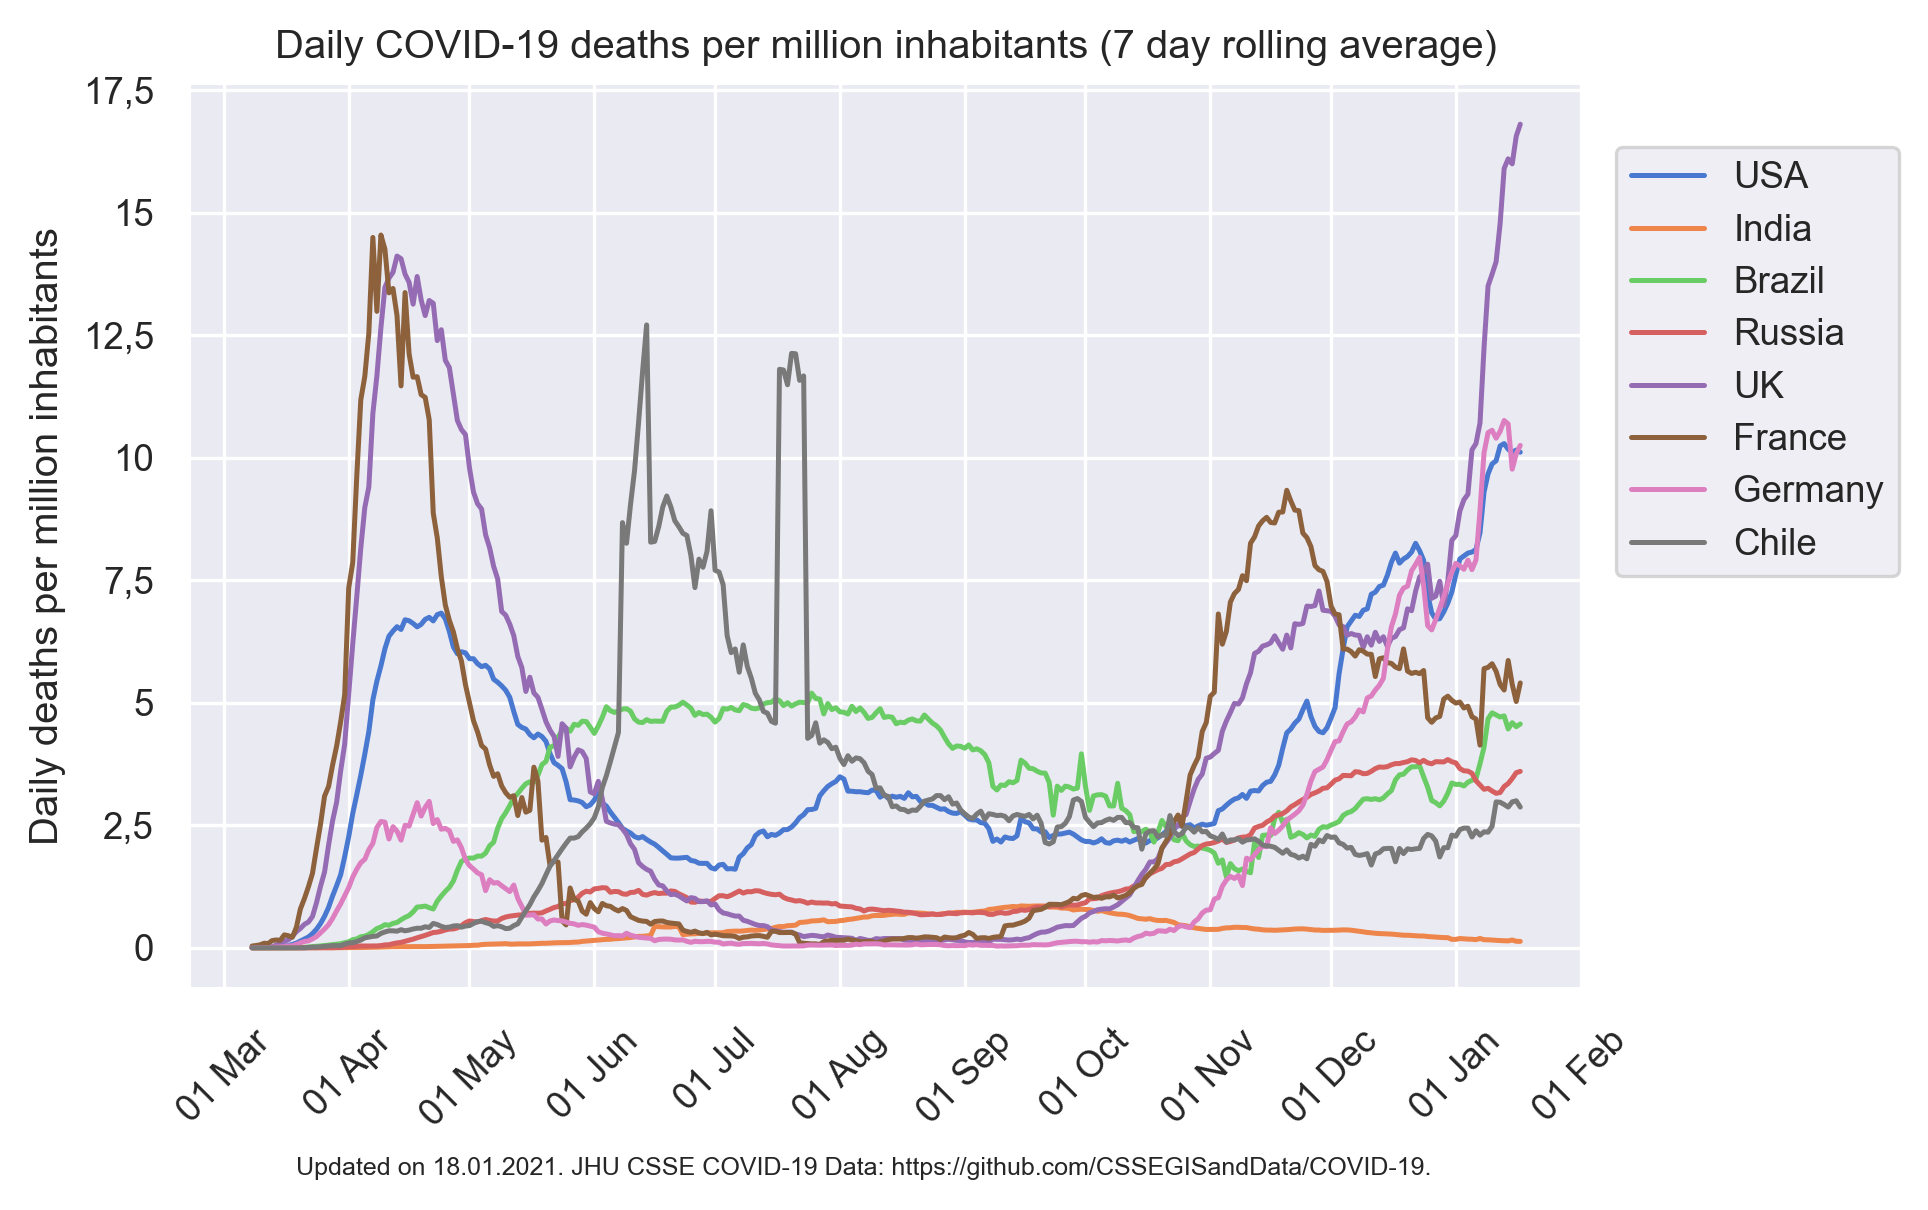 Daily COVID-19 deaths per million inhabitants (7 day rolling average)
Daily deaths per million inhabitants
17,5
15
12,5
10
7,5
5
2,5
0
USA
India
Brazil
Russia
UK
France
Germany
Chile
01 Mar
01 Apr
01 May
01 Jun
01 Jul
01 Aug
01 Sep
01 Oct
01 Nov
01 Dec
01 Jan
01 Feb
Updated on 18.01.2021. JHU CSSE COVID-19 Data: https://github.com/CSSEGISandData/COVID-19.